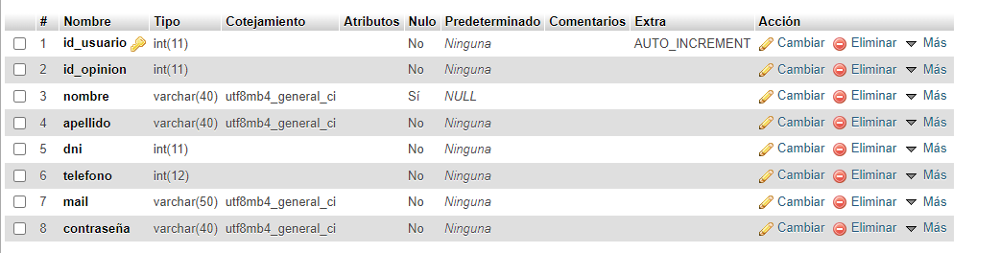 # Nombre Tipo Cotejamiento Atributos Nulo Predeterminado Comentarios Extra Acción
1 id_usuario int(11) No Ninguna AUTO_INCREMENT Cambiar Eliminar Más
2 id_opinion int(11) No Ninguna Cambiar Eliminar Más
3 nombre varchar(40) utf8mb4_general_ci Sí NULL Cambiar Eliminar Más
4 apellido varchar(40) utf8mb4_general_ci No Ninguna Cambiar Eliminar Más
5 dni int(11) No Ninguna Cambiar Eliminar Más
6 telefono int(12) No Ninguna Cambiar Eliminar Más
7 mail varchar(50) utf8mb4_general_ci No Ninguna Cambiar Eliminar Más
8 contraseña varchar(40) utf8mb4_general_ci No Ninguna Cambiar Eliminar Más